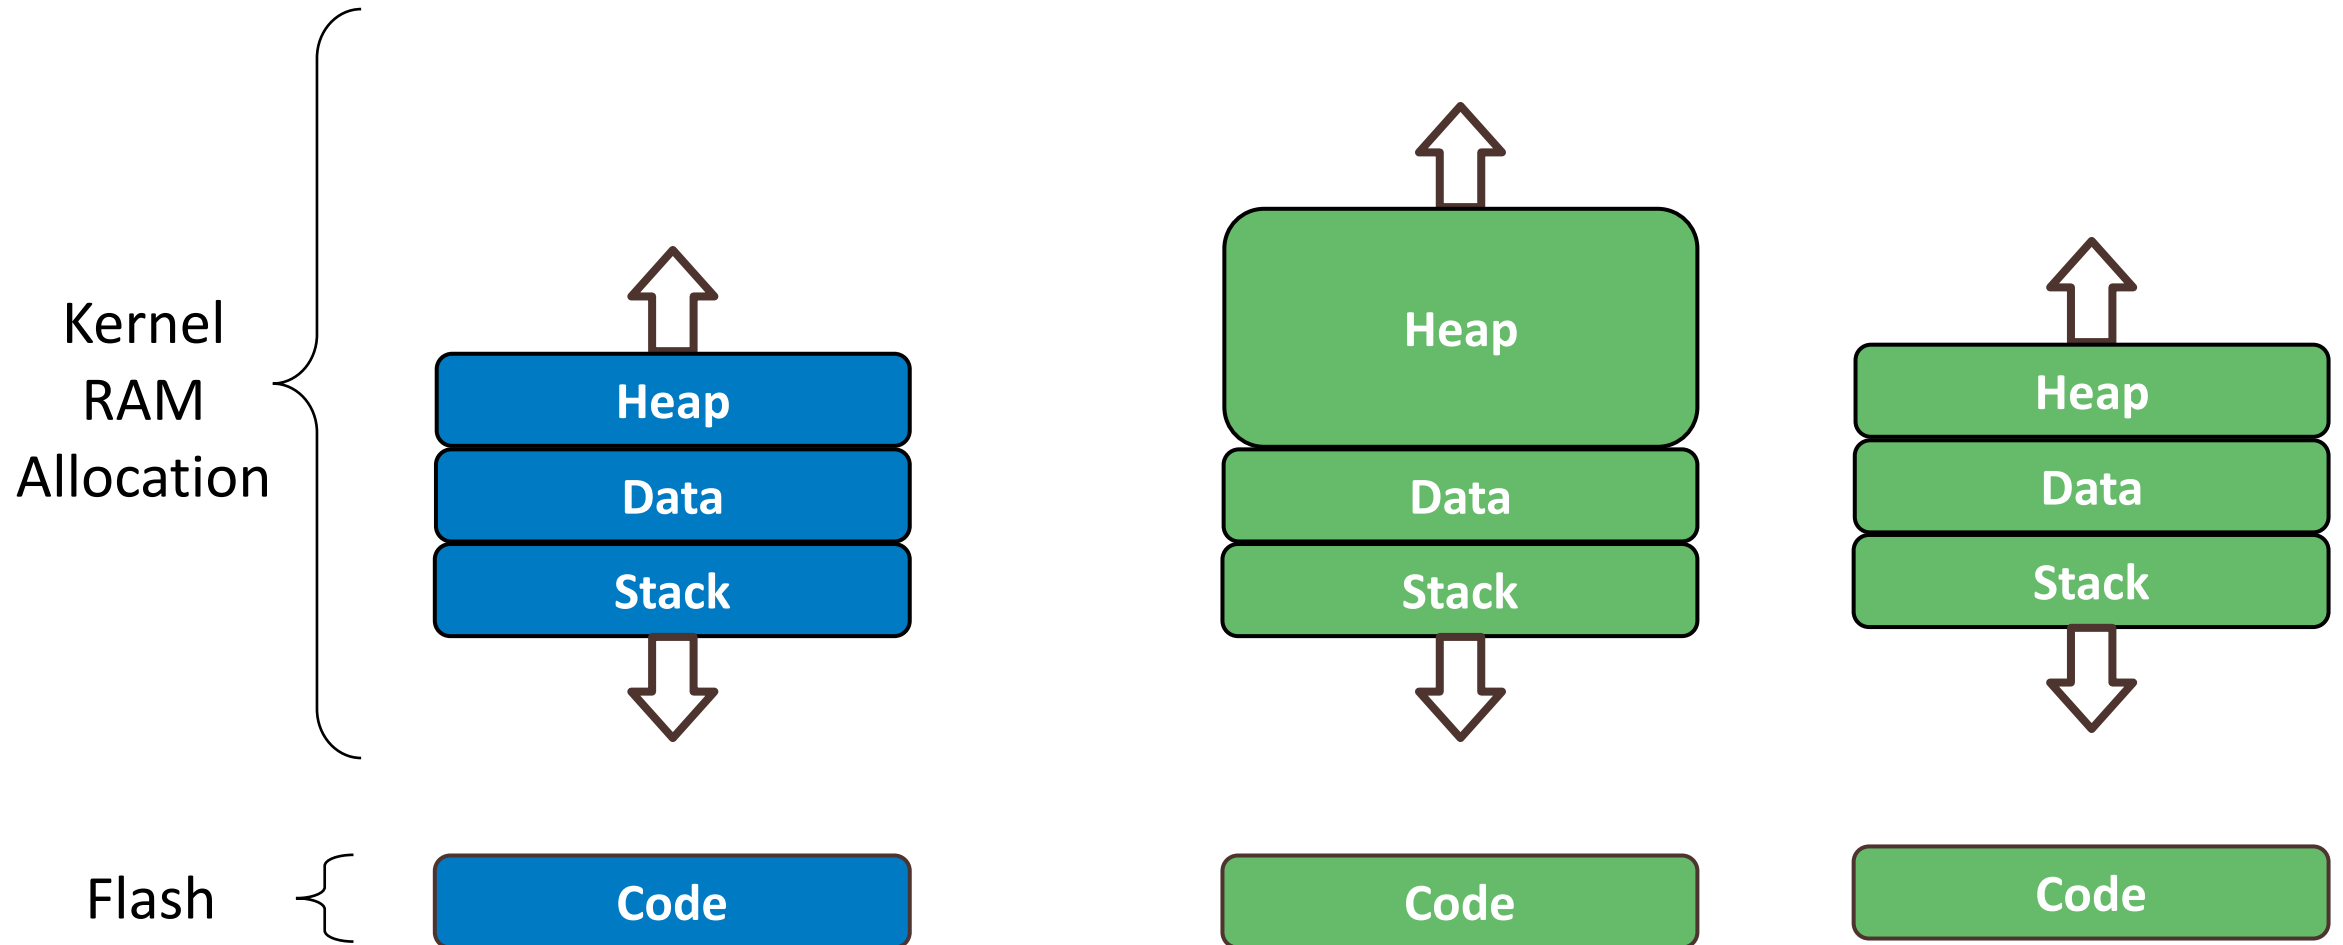 Kernel
RAM
Allocation
Heap
Data
Stack
Heap
Data
Stack
Heap
Data
Stack
Flash
Code
Code
Code